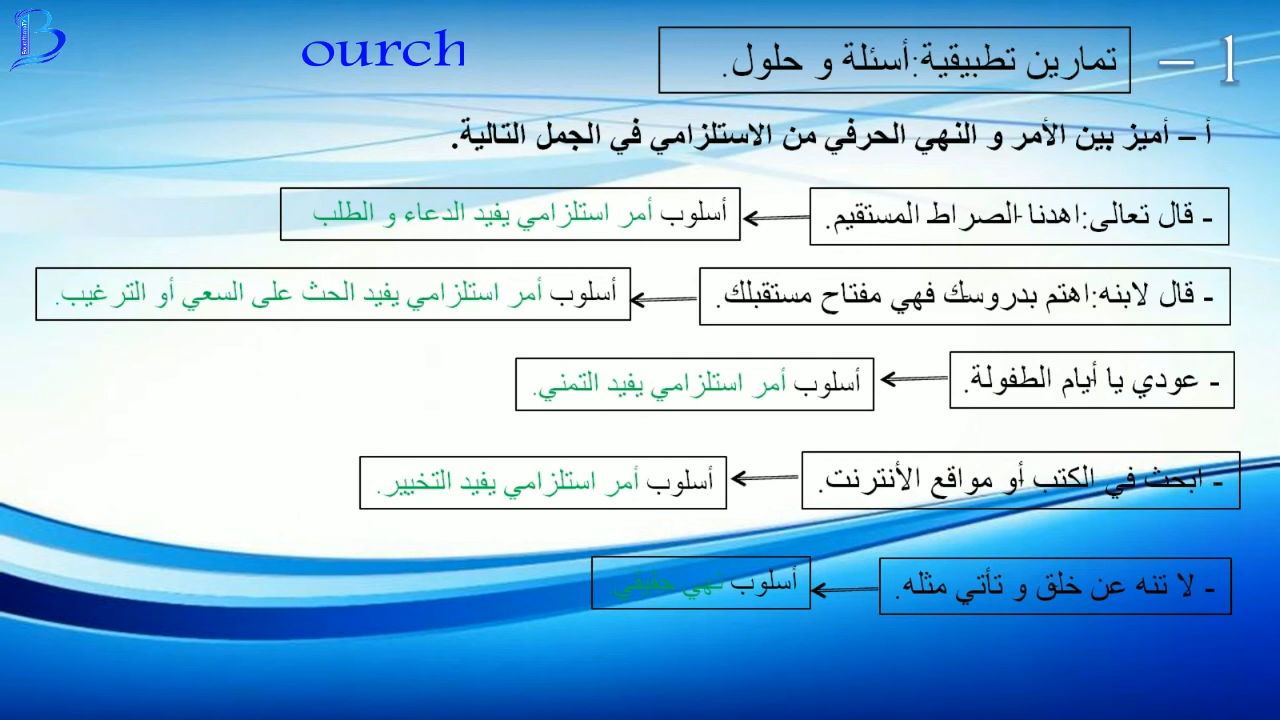 ourch
1 – تمارين تطبيقية:أسئلة و حلول.
أ – أميز بين الأمر و النهي الحرفي من الاستلزامي في الجمل التالية.
- قال تعالى:اهدنا الصراط المستقيم.
أسلوب أمر استلزامي يفيد الدعاء و الطلب
- قال لابنه:اهتم بدروسك فهي مفتاح مستقبلك.
أسلوب أمر استلزامي يفيد الحث على السعي أو الترغيب.
- عودي يا أيام الطفولة.
أسلوب أمر استلزامي يفيد التمني.
- ابحث في الكتب أو مواقع الأنترنت.
أسلوب أمر استلزامي يفيد التخيير.
- لا تنه عن خلق و تأتي مثله.
أسلوب نهي حقيقي